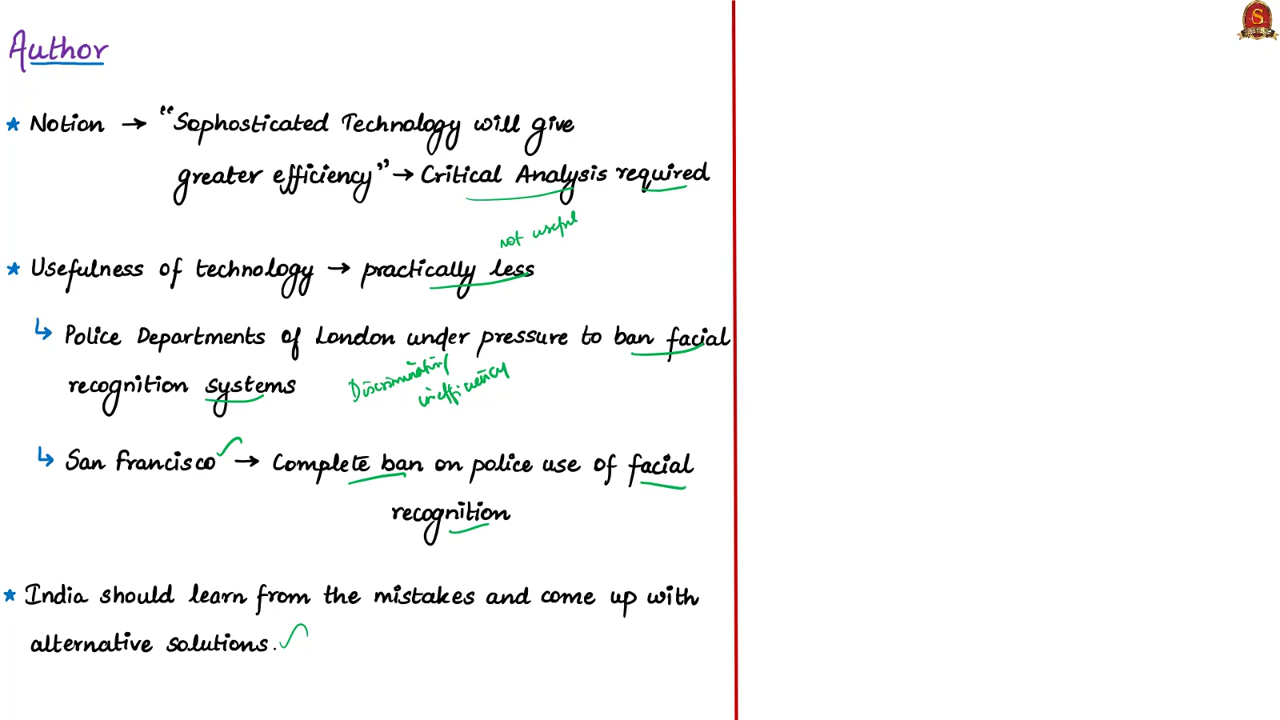 Author
★ Notion → "Sophosticated Technology will give
greater efficiency" → Critical Analysis required
not useful
★ Usefulness of technology → practically less
↳ Police Departments of London under pressure to ban facial
recognition systems
Discriminating
inefficiency
↳ San Francisco → Complete ban on police use of facial
recognition
★ India should learn from the mistakes and come up with
alternative solutions.
S